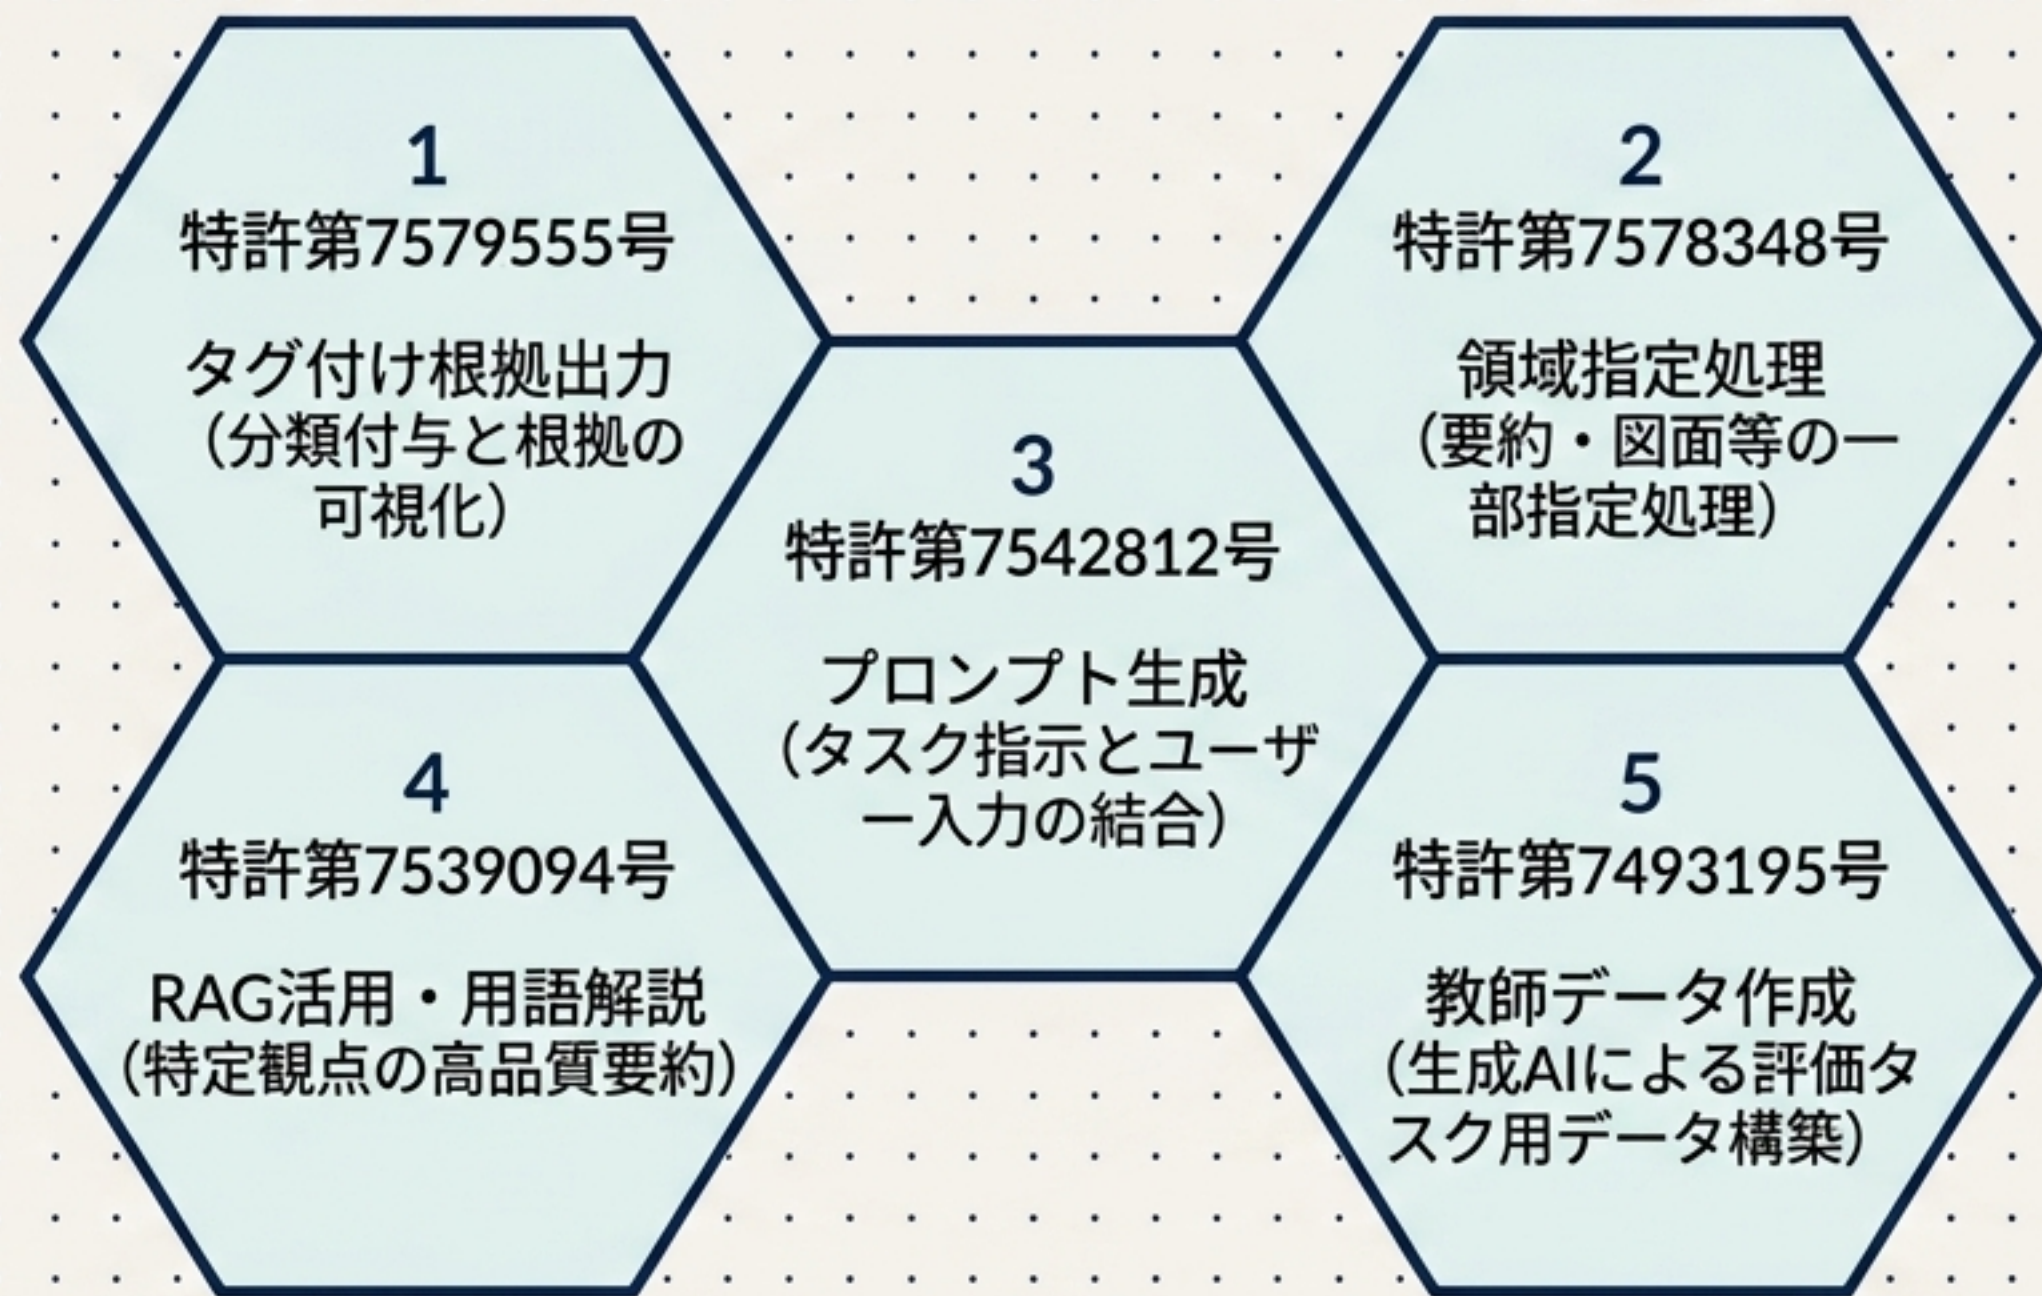 1
特許第7579555号
タグ付け根拠出力
（分類付与と根拠の
可視化）
2
特許第7578348号
領域指定処理
（要約・図面等の一
部指定処理）
3
特許第7542812号
プロンプト生成
（タスク指示とユーザ
ー入力の結合）
4
特許第7539094号
RAG活用・用語解説
（特定観点の高品質要約）
5
特許第7493195号
教師データ作成
（生成AIによる評価タ
スク用データ構築）